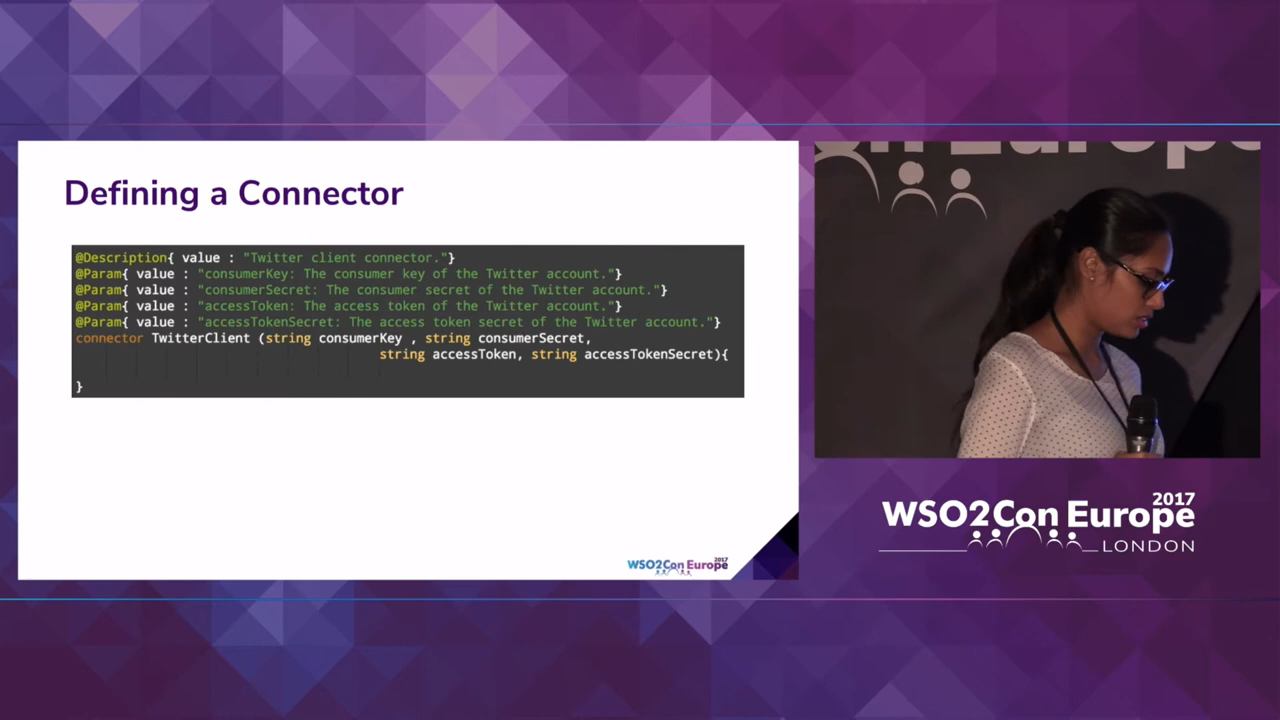 Defining a Connector
@Description{ value : "Twitter client connector."}
@Param{ value : "consumerKey: The consumer key of the Twitter account."}
@Param{ value : "consumerSecret: The consumer secret of the Twitter account."}
@Param{ value : "accessToken: The access token of the Twitter account."}
@Param{ value : "accessTokenSecret: The access token secret of the Twitter account."}
connector TwitterClient (string consumerKey , string consumerSecret,
string accessToken, string accessTokenSecret){
}
WSO2Con Europe 2017
on Europe
WSO2Con Europe 2017
LONDON